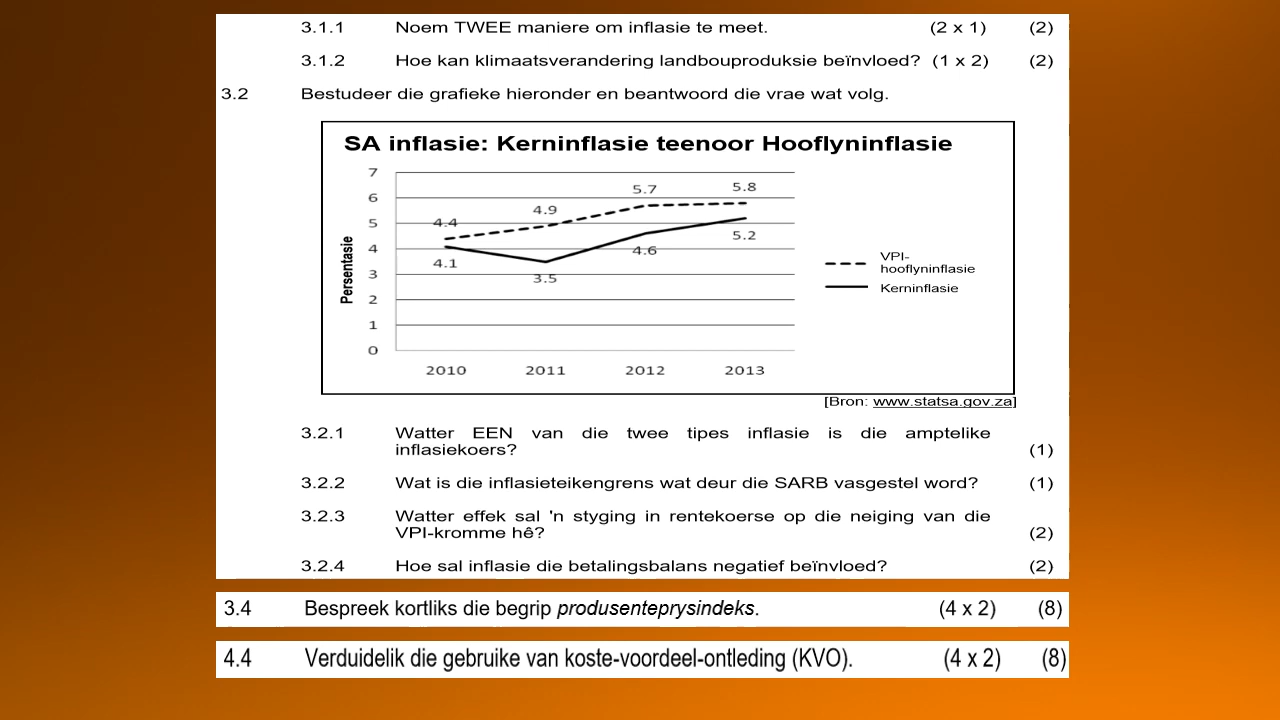 3.1.1 Noem TWEE maniere om inflasie te meet. (2 x 1) (2)
3.1.2 Hoe kan klimaatsverandering landbouproduksie beïnvloed? (1 x 2) (2)
3.2 Bestudeer die grafieke hieronder en beantwoord die vrae wat volg.
SA inflasie: Kerninflasie teenoor Hooflyninflasie
Persentasie
7
6
5
4
3
2
1
0
4.4
4.9
5.7
5.8
4.1
3.5
4.6
5.2
2010 2011 2012 2013
VPI-
hooflyninflasie
Kerninflasie
[Bron: www.statsa.gov.za]
3.2.1 Watter EEN van die twee tipes inflasie is die amptelike
inflasiekoers? (1)
3.2.2 Wat is die inflasieteikengrens wat deur die SARB vasgestel word? (1)
3.2.3 Watter effek sal 'n styging in rentekoerse op die neiging van die
VPI-kromme hê? (2)
3.2.4 Hoe sal inflasie die betalingsbalans negatief beïnvloed? (2)
3.4 Bespreek kortliks die begrip produsenteprysindeks. (4 x 2) (8)
4.4 Verduidelik die gebruike van koste-voordeel-ontleding (KVO). (4 x 2) (8)